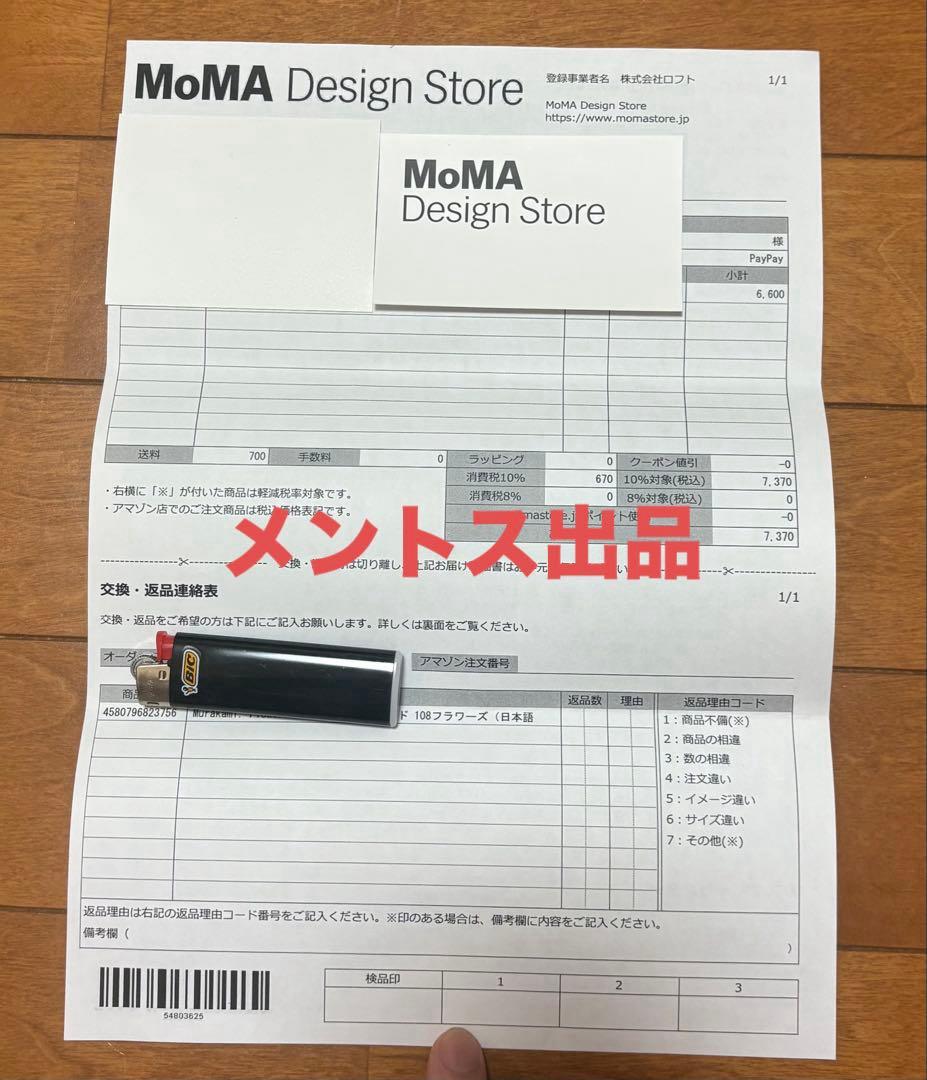 MoMA Design Store
登録事業者名 株式会社ロフト
1/1
MoMA Design Store
https://www.momastore.jp
MoMA
Design Store
様
PayPay
小計
6,600
送料 700 手数料 0
ラッピング 0 クーポン値引 -0
消費税10% 670 10%対象(税込) 7,370
消費税8% 0 8%対象(税込) 0
-0
7,370
・右横に「※」が付いた商品は軽減税率対象です。
・アマゾン店でのご注文商品は税込価格表記です。
メントス出品
交換・返品連絡表
1/1
交換・返品をご希望の方は下記にご記入お願いします。詳しくは裏面をご覧ください。
アマゾン注文番号
返品数 理由 返品理由コード
4580796823756 108フラワーズ（日本語
1：商品不備(※)
2：商品の相違
3：数の相違
4：注文違い
5：イメージ違い
6：サイズ違い
7：その他(※)
BIC
返品理由は右記の返品理由コード番号をご記入ください。※印のある場合は、備考欄に内容をご記入ください。
備考欄（ ）
54803625
検品印 1 2 3